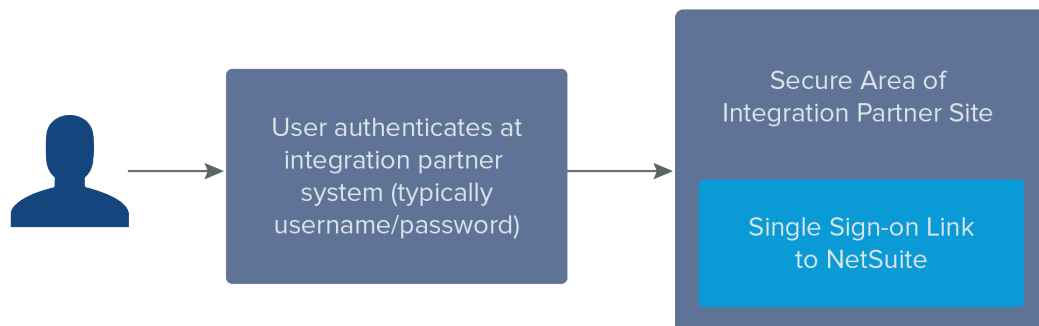 User authenticates at
integration partner
system (typically
username/password)
Secure Area of
Integration Partner Site
Single Sign-on Link
to NetSuite